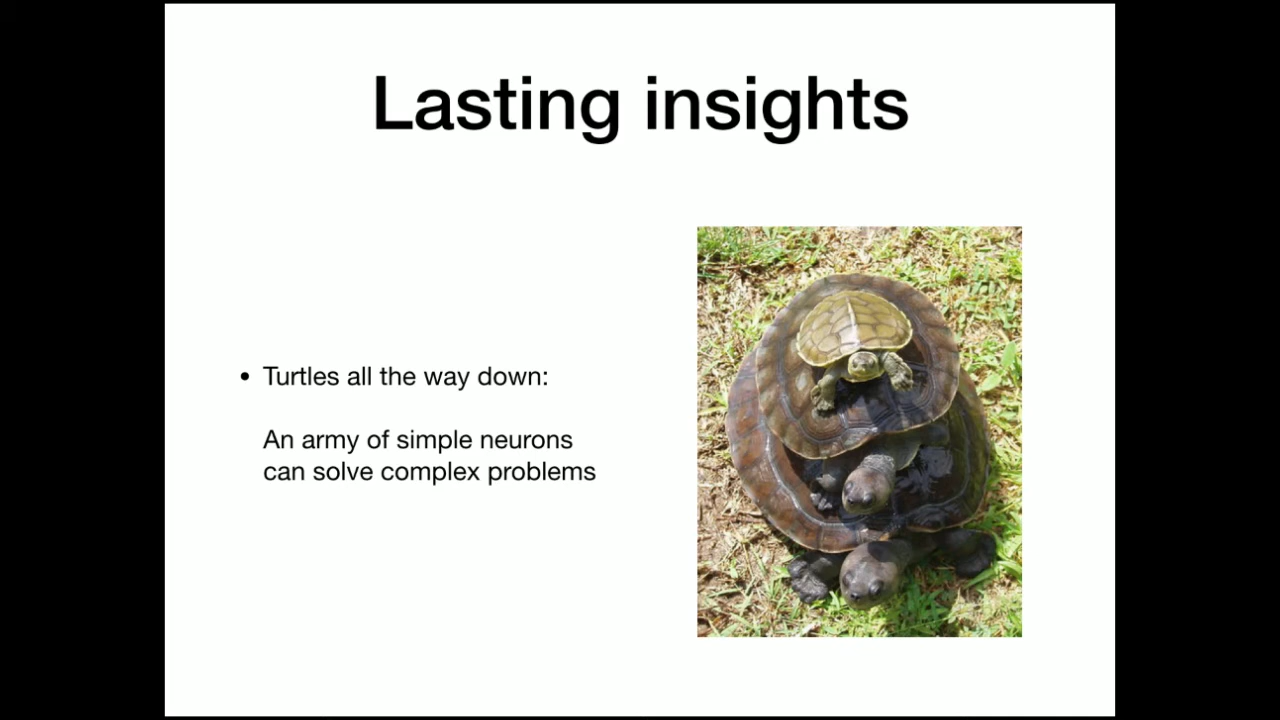 Lasting insights
• Turtles all the way down:
An army of simple neurons
can solve complex problems